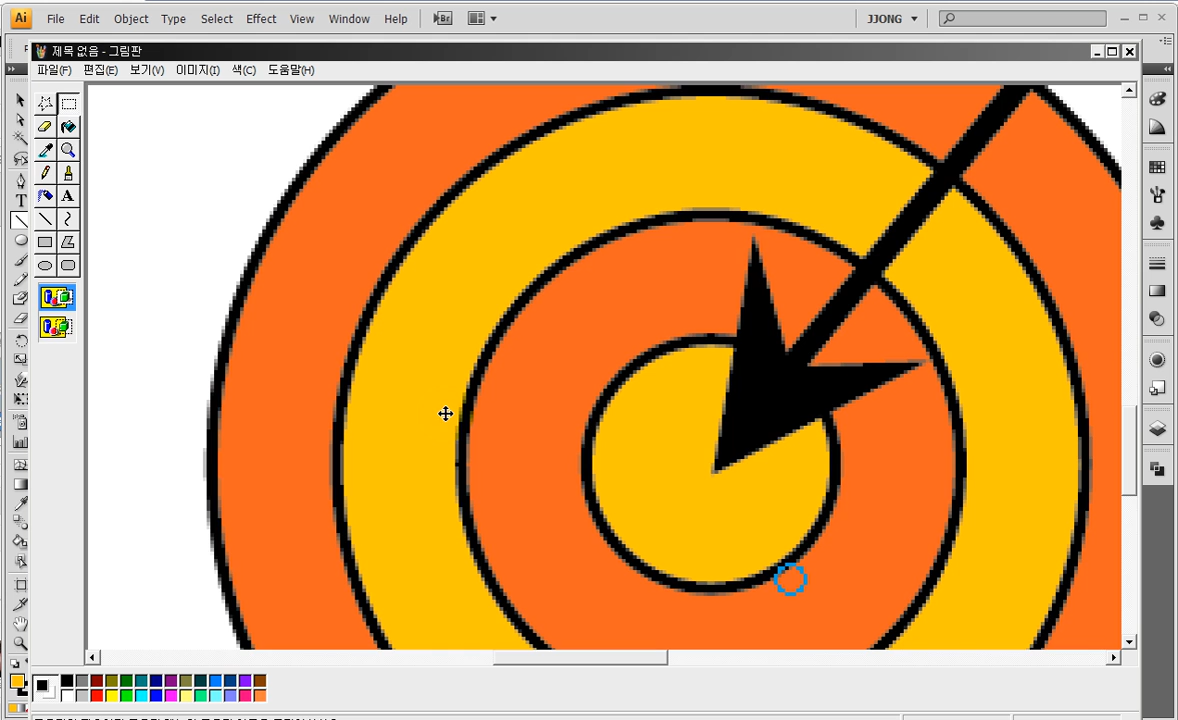 Ai File Edit Object Type Select Effect View Window Help Br JJONG
제목 없음 - 그림판
파일(F) 편집(E) 보기(V) 이미지(I) 색(C) 도움말(H)
A
T